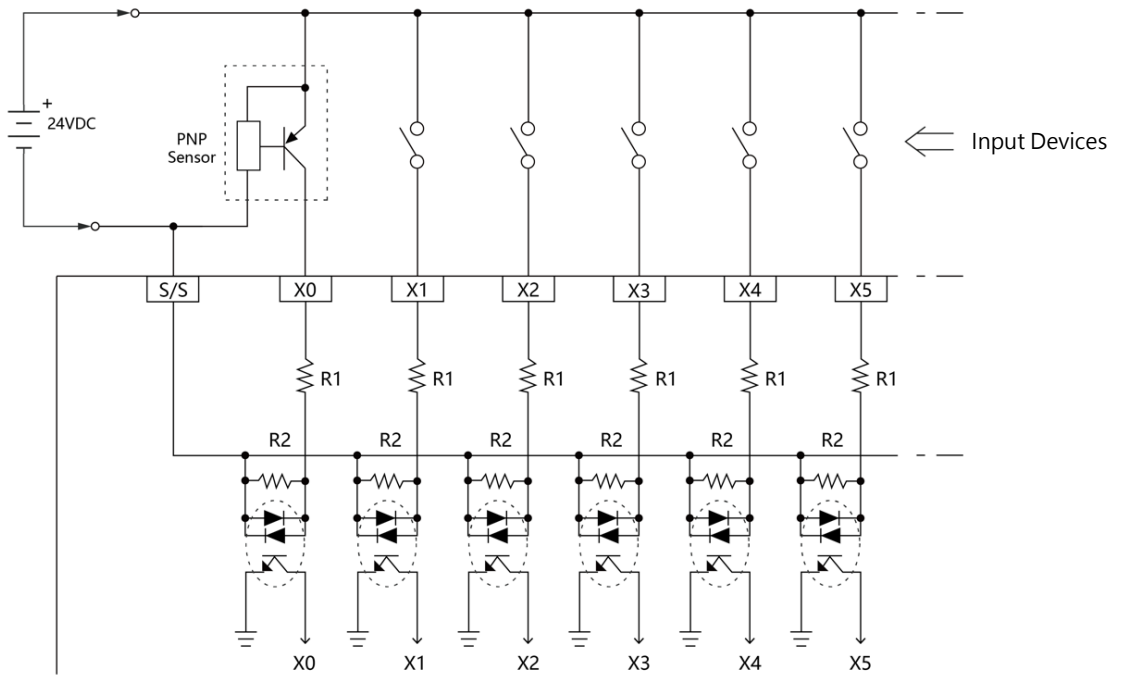 +
24VDC
PNP
Sensor
Input Devices
S/S
X0
X1
X2
X3
X4
X5
R1
R1
R1
R1
R1
R1
R2
R2
R2
R2
R2
R2
X0
X1
X2
X3
X4
X5